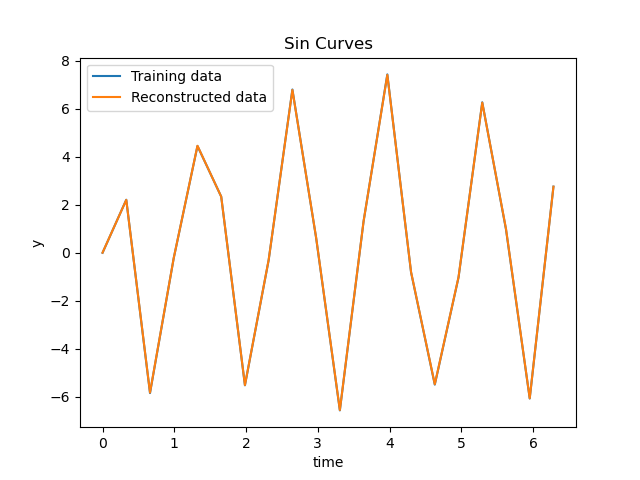 Sin Curves
Training data
Reconstructed data
8
6
4
2
0
−2
−4
−6
y
0 1 2 3 4 5 6
time